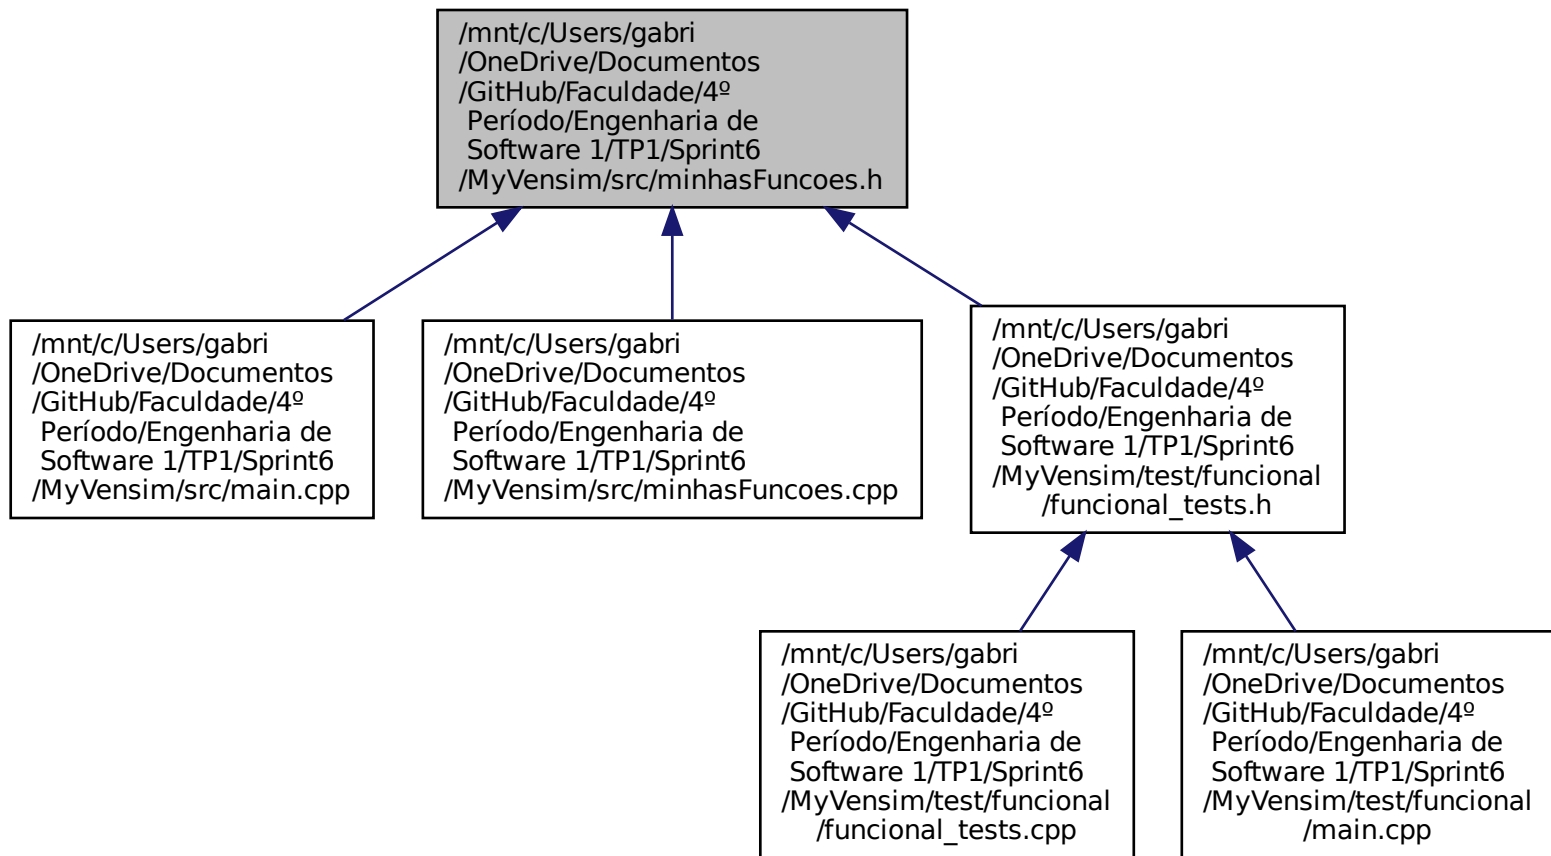 /mnt/c/Users/gabri
/OneDrive/Documentos
/GitHub/Faculdade/4º
Período/Engenharia de
Software 1/TP1/Sprint6
/MyVensim/src/minhasFuncoes.h
/mnt/c/Users/gabri
/OneDrive/Documentos
/GitHub/Faculdade/4º
Período/Engenharia de
Software 1/TP1/Sprint6
/MyVensim/src/main.cpp
/mnt/c/Users/gabri
/OneDrive/Documentos
/GitHub/Faculdade/4º
Período/Engenharia de
Software 1/TP1/Sprint6
/MyVensim/src/minhasFuncoes.cpp
/mnt/c/Users/gabri
/OneDrive/Documentos
/GitHub/Faculdade/4º
Período/Engenharia de
Software 1/TP1/Sprint6
/MyVensim/test/funcional
/funcional_tests.h
/mnt/c/Users/gabri
/OneDrive/Documentos
/GitHub/Faculdade/4º
Período/Engenharia de
Software 1/TP1/Sprint6
/MyVensim/test/funcional
/funcional_tests.cpp
/mnt/c/Users/gabri
/OneDrive/Documentos
/GitHub/Faculdade/4º
Período/Engenharia de
Software 1/TP1/Sprint6
/MyVensim/test/funcional
/main.cpp